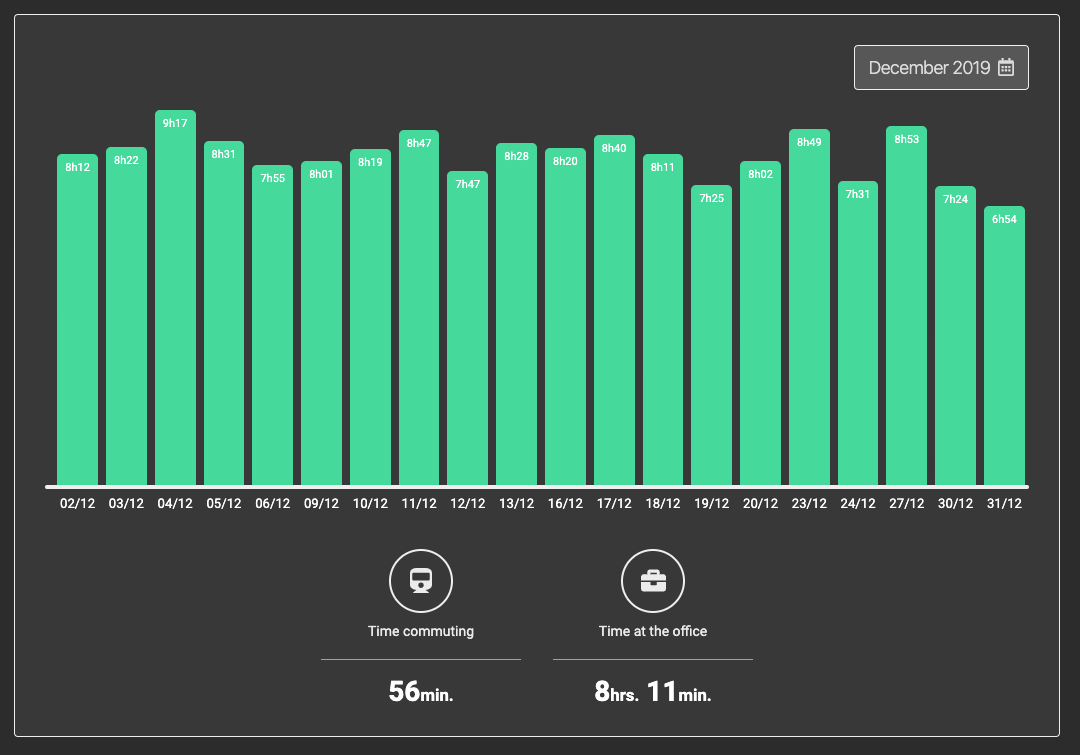 December 2019
9h17
8h53
8h49
8h47
8h40
8h31
8h28
8h22
8h19
8h20
8h12
8h11
8h01
8h02
7h55
7h47
7h31
7h25
7h24
6h54
02/12 03/12 04/12 05/12 06/12 09/12 10/12 11/12 12/12 13/12 16/12 17/12 18/12 19/12 20/12 23/12 24/12 27/12 30/12 31/12
Time commuting Time at the office
56min. 8hrs. 11min.